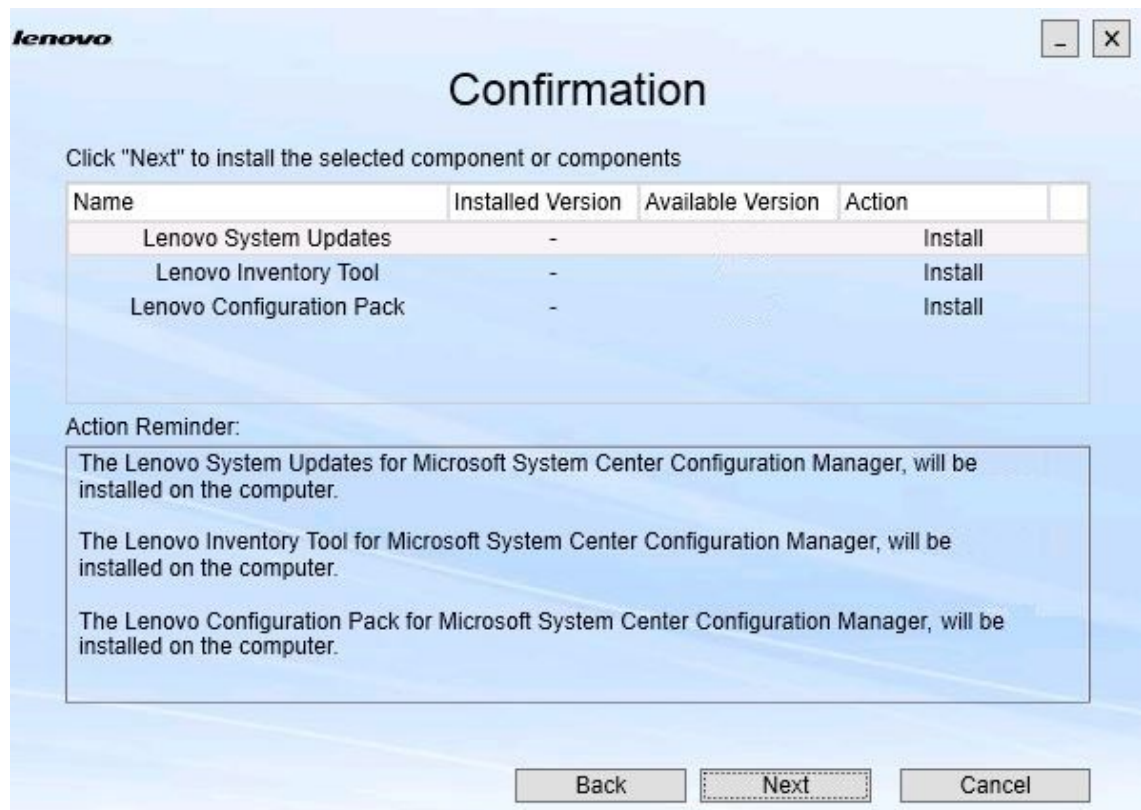 lenovo
Confirmation
Click "Next" to install the selected component or components
Name Installed Version Available Version Action
Lenovo System Updates - Install
Lenovo Inventory Tool - Install
Lenovo Configuration Pack - Install
Action Reminder:
The Lenovo System Updates for Microsoft System Center Configuration Manager, will be
installed on the computer.
The Lenovo Inventory Tool for Microsoft System Center Configuration Manager, will be
installed on the computer.
The Lenovo Configuration Pack for Microsoft System Center Configuration Manager, will be
installed on the computer.
Back Next Cancel